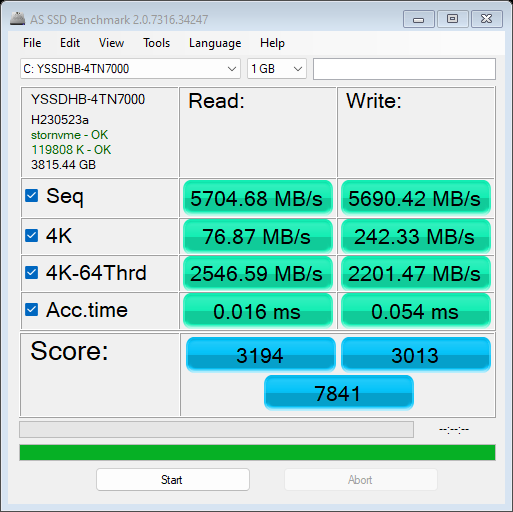 AS SSD Benchmark 2.0.7316.34247
File Edit View Tools Language Help
C: YSSDHB-4TN7000 1 GB
YSSDHB-4TN7000 Read: Write:
H230523a
stornvme - OK
119808 K - OK
3815.44 GB
Seq 5704.68 MB/s 5690.42 MB/s
4K 76.87 MB/s 242.33 MB/s
4K-64Thrd 2546.59 MB/s 2201.47 MB/s
Acc.time 0.016 ms 0.054 ms
Score: 3194 3013
7841
--:--:--
Start Abort